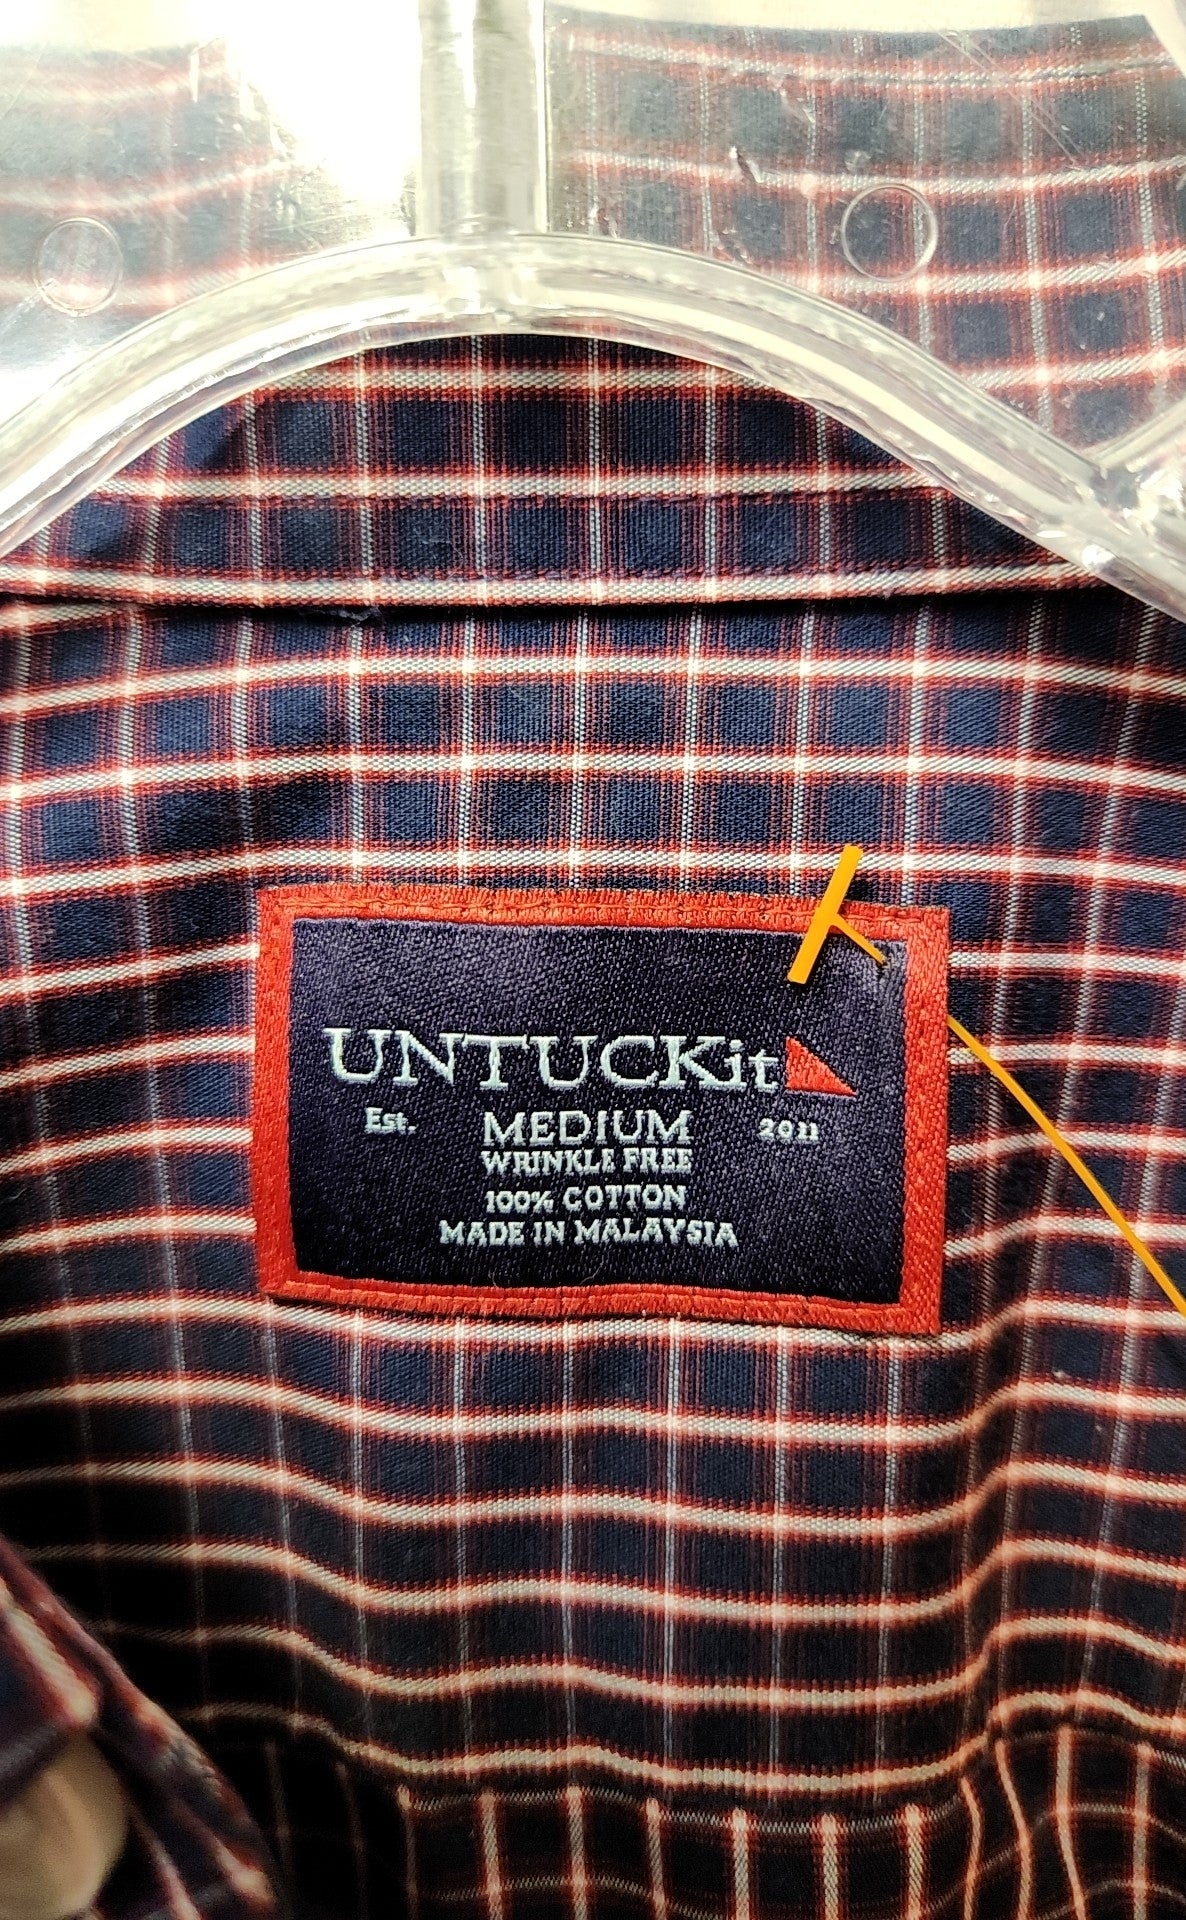 UNTUCKit
Est. MEDIUM 2011
WRINKLE FREE
100% COTTON
MADE IN MALAYSIA